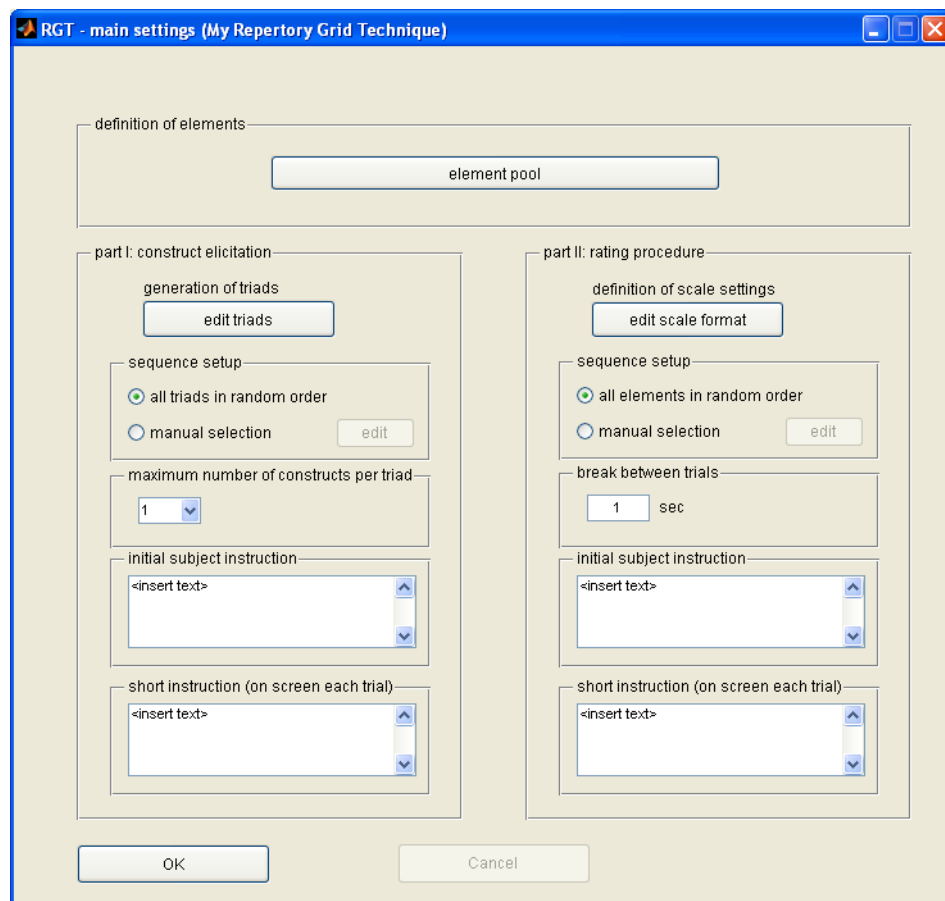 RGT - main settings (My Repertory Grid Technique)
definition of elements
element pool
part I: construct elicitation
generation of triads
edit triads
sequence setup
all triads in random order
manual selection
edit
maximum number of constructs per triad
1
initial subject instruction
<insert text>
short instruction (on screen each trial)
<insert text>
part II: rating procedure
definition of scale settings
edit scale format
sequence setup
all elements in random order
manual selection
edit
break between trials
1 sec
initial subject instruction
<insert text>
short instruction (on screen each trial)
<insert text>
OK
Cancel